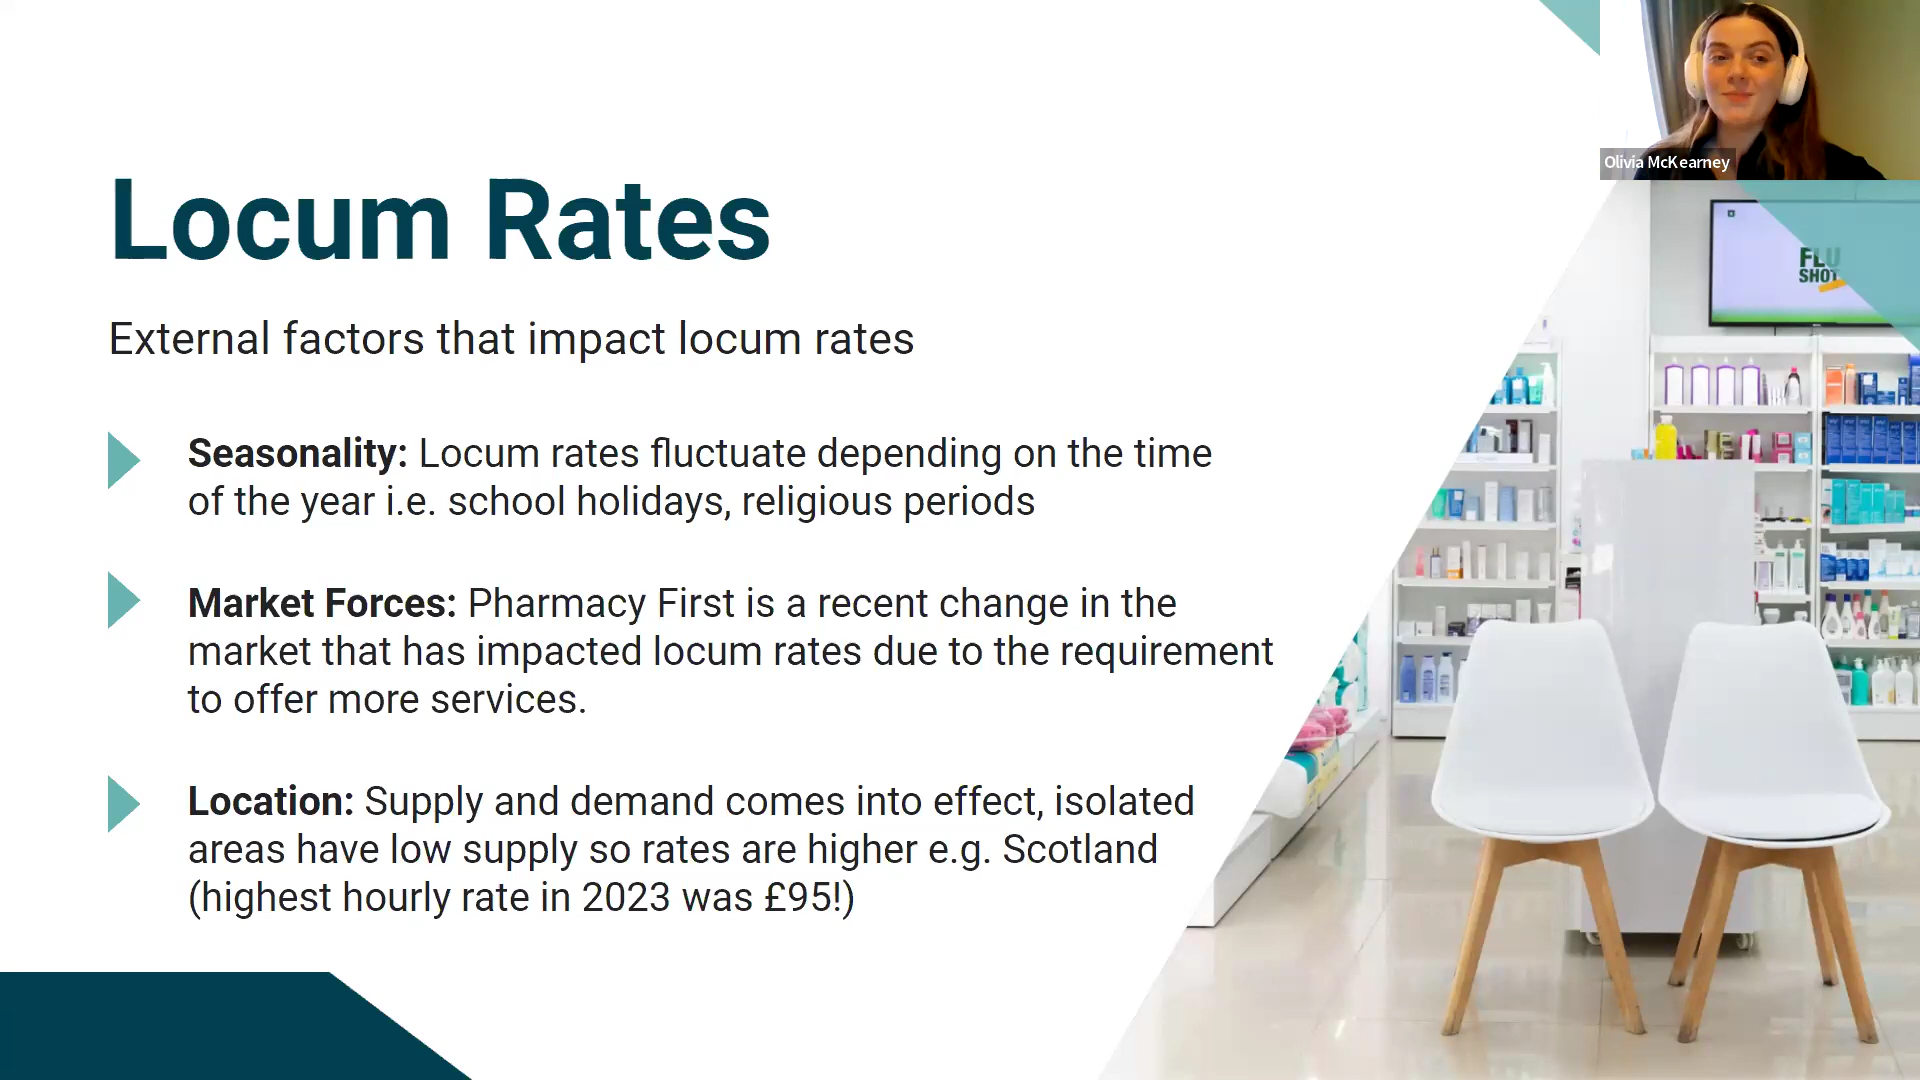 Olivia McKearney
FLU
SHOT
Locum Rates
External factors that impact locum rates
Seasonality: Locum rates fluctuate depending on the time
of the year i.e. school holidays, religious periods
Market Forces: Pharmacy First is a recent change in the
market that has impacted locum rates due to the requirement
to offer more services.
Location: Supply and demand comes into effect, isolated
areas have low supply so rates are higher e.g. Scotland
(highest hourly rate in 2023 was £95!)